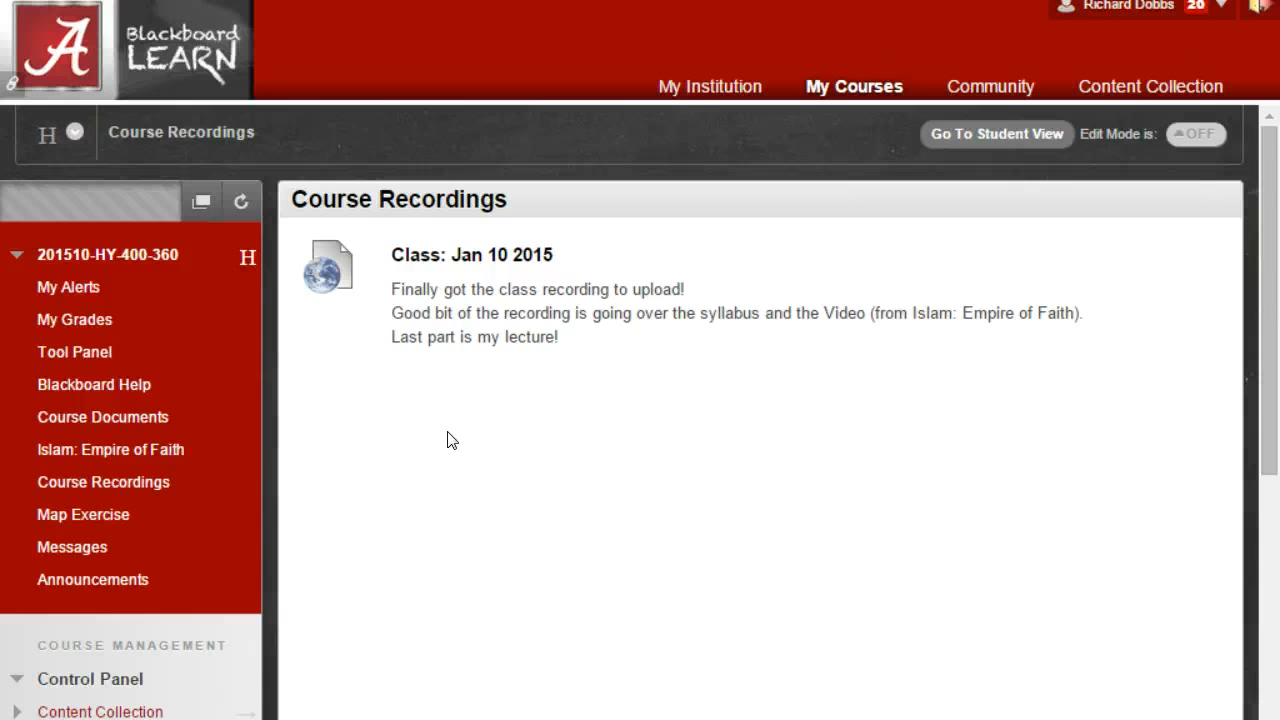 Richard Dobbs 20
A
Blackboard
LEARN
My Institution My Courses Community Content Collection
H Course Recordings Go To Student View Edit Mode is: OFF
Course Recordings
201510-HY-400-360 H
My Alerts
My Grades
Tool Panel
Blackboard Help
Course Documents
Islam: Empire of Faith
Course Recordings
Map Exercise
Messages
Announcements
COURSE MANAGEMENT
Control Panel
Content Collection
Class: Jan 10 2015
Finally got the class recording to upload!
Good bit of the recording is going over the syllabus and the Video (from Islam: Empire of Faith).
Last part is my lecture!